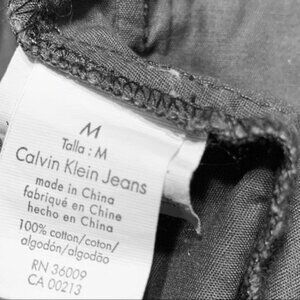 M
Talla : M
Calvin Klein Jeans
made in China
fabriqué en Chine
hecho en China
100% cotton/coton/
algodón/algodão
RN 36009
CA 00213